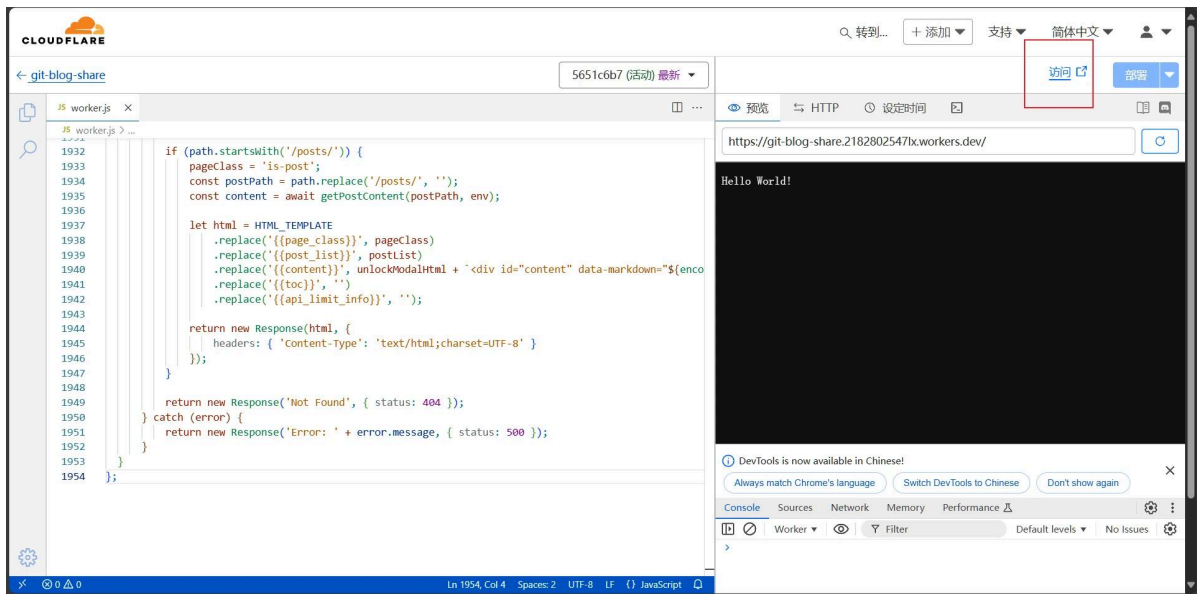 CLOUDFLARE
转到... + 添加 支持 简体中文
← git-blog-share 5651c6b7 (活动) 最新 访问 部署
JS worker.js × ···
JS worker.js > ...
1932 if (path.startsWith('/posts/')) {
1933 pageClass = 'is-post';
1934 const postPath = path.replace('/posts/', '');
1935 const content = await getPostContent(postPath, env);
1936
1937 let html = HTML_TEMPLATE
1938 .replace('{{page_class}}', pageClass)
1939 .replace('{{post_list}}', postList)
1940 .replace('{{content}}', unlockModalHtml + `<div id="content" data-markdown="${enco
1941 .replace('{{toc}}', '')
1942 .replace('{{api_limit_info}}', '');
1943
1944 return new Response(html, {
1945 headers: { 'Content-Type': 'text/html;charset=UTF-8' }
1946 });
1947 }
1948
1949 return new Response('Not Found', { status: 404 });
1950 } catch (error) {
1951 return new Response('Error: ' + error.message, { status: 500 });
1952 }
1953 }
1954 };
预览 HTTP 设定时间
https://git-blog-share.2182802547lx.workers.dev/
Hello World!
DevTools is now available in Chinese!
Always match Chrome's language Switch DevTools to Chinese Don't show again
Console Sources Network Memory Performance
Worker Filter Default levels No Issues
>
0 0 Ln 1954, Col 4 Spaces: 2 UTF-8 LF {} JavaScript